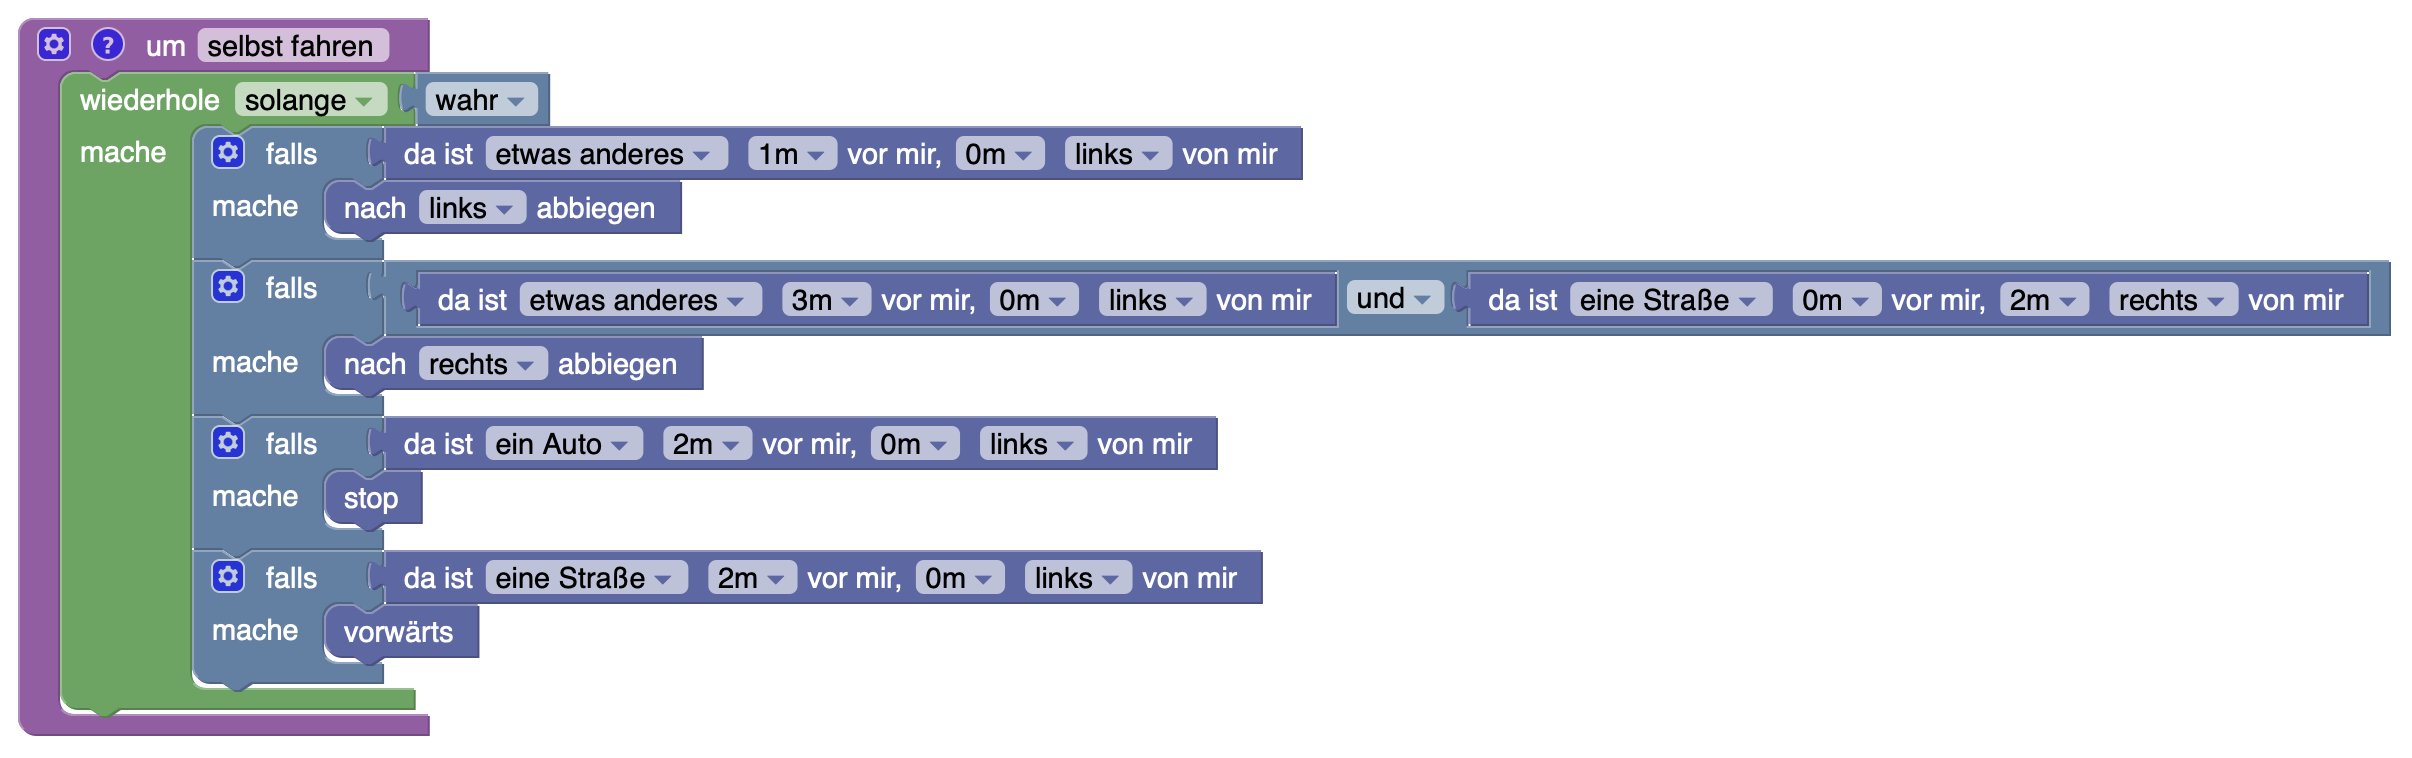 ? um selbst fahren
wiederhole solange wahr
mache falls da ist etwas anderes 1m vor mir, 0m links von mir
mache nach links abbiegen
falls da ist etwas anderes 3m vor mir, 0m links von mir und da ist eine Straße 0m vor mir, 2m rechts von mir
mache nach rechts abbiegen
falls da ist ein Auto 2m vor mir, 0m links von mir
mache stop
falls da ist eine Straße 2m vor mir, 0m links von mir
mache vorwärts